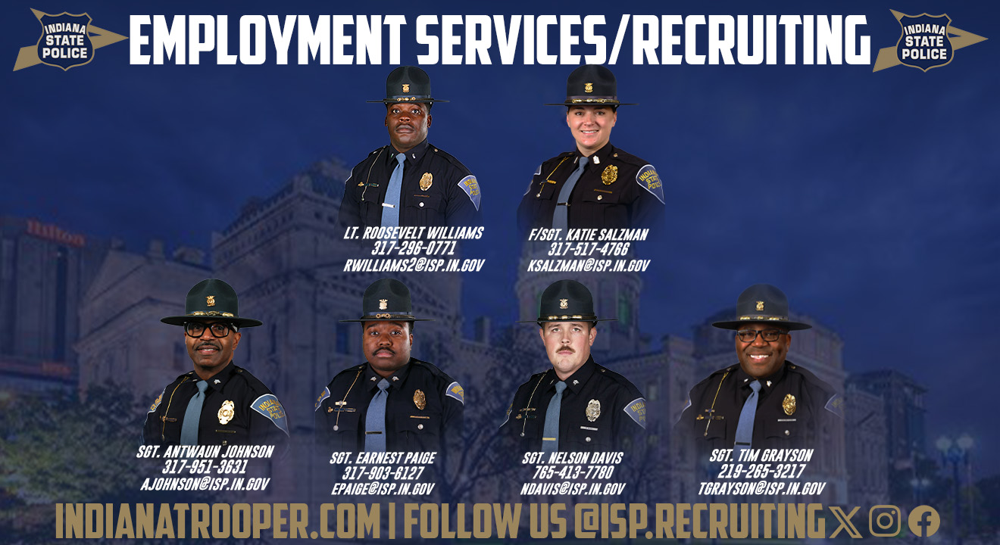 INDIANA
STATE
POLICE
EMPLOYMENT SERVICES/RECRUITING
INDIANA
STATE
POLICE
Hilton
LT. ROOSEVELT WILLIAMS
317-296-0771
RWILLIAMS2@ISP.IN.GOV
F/SGT. KATIE SALZMAN
317-517-4766
KSALZMAN@ISP.IN.GOV
SGT. ANTWAUN JOHNSON
317-951-3631
AJOHNSON@ISP.IN.GOV
SGT. EARNEST PAIGE
317-903-6127
EPAIGE@ISP.IN.GOV
SGT. NELSON DAVIS
765-413-7780
NDAVIS@ISP.IN.GOV
SGT. TIM GRAYSON
219-265-3217
TGRAYSON@ISP.IN.GOV
INDIANATROOPER.COM | FOLLOW US @ISP.RECRUITING